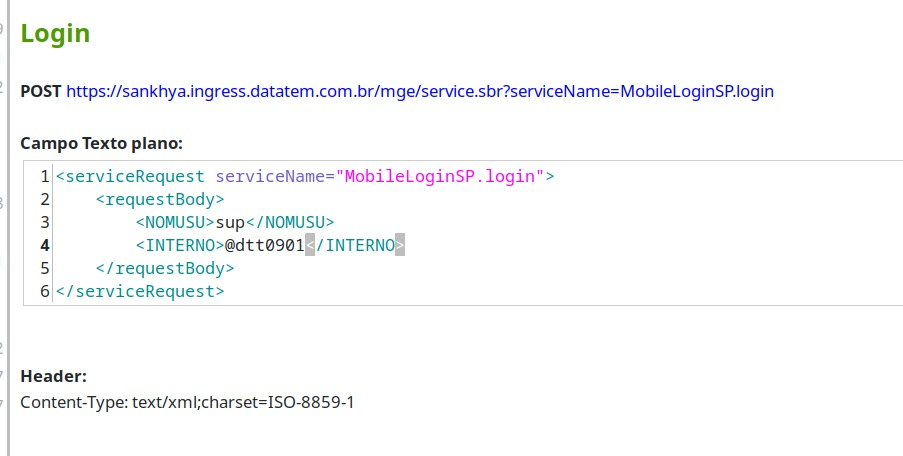 Login
POST https://sankhya.ingress.datatem.com.br/mge/service.sbr?serviceName=MobileLoginSP.login
Campo Texto plano:
1 <serviceRequest serviceName="MobileLoginSP.login">
2     <requestBody>
3         <NOMUSU>sup</NOMUSU>
4         <INTERNO>@dtt0901</INTERNO>
5     </requestBody>
6 </serviceRequest>
Header:
Content-Type: text/xml;charset=ISO-8859-1